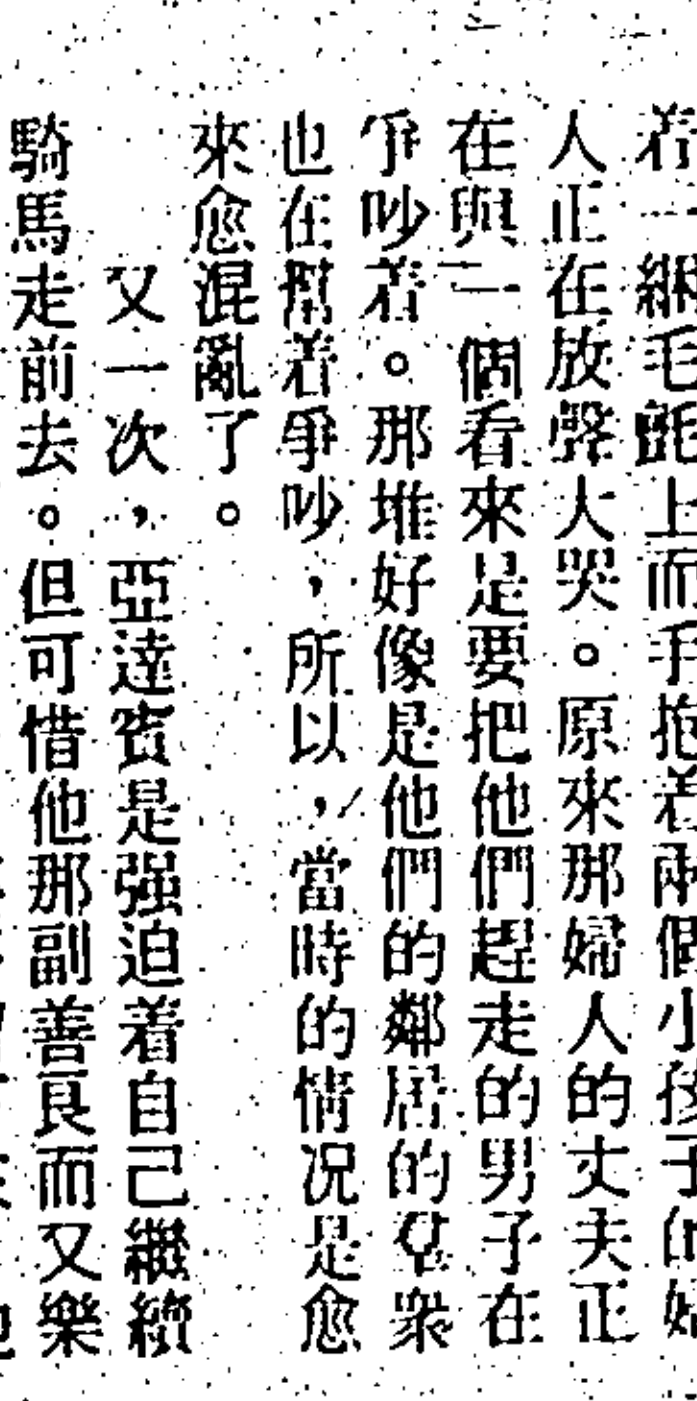 着一網毛氈上而手抱着兩個小孩子的婦
人正在放聲大哭。原來那婦人的丈夫正
在與一個看來是要把他們趕走的男子在
爭吵着。那堆好像是他們的鄰居的羣衆
也在幫着爭吵，所以，當時的情況是愈
來愈混亂了。
又一次，亞達賓是强迫着自己繼續
騎馬走前去。但可惜他那副善良而又樂